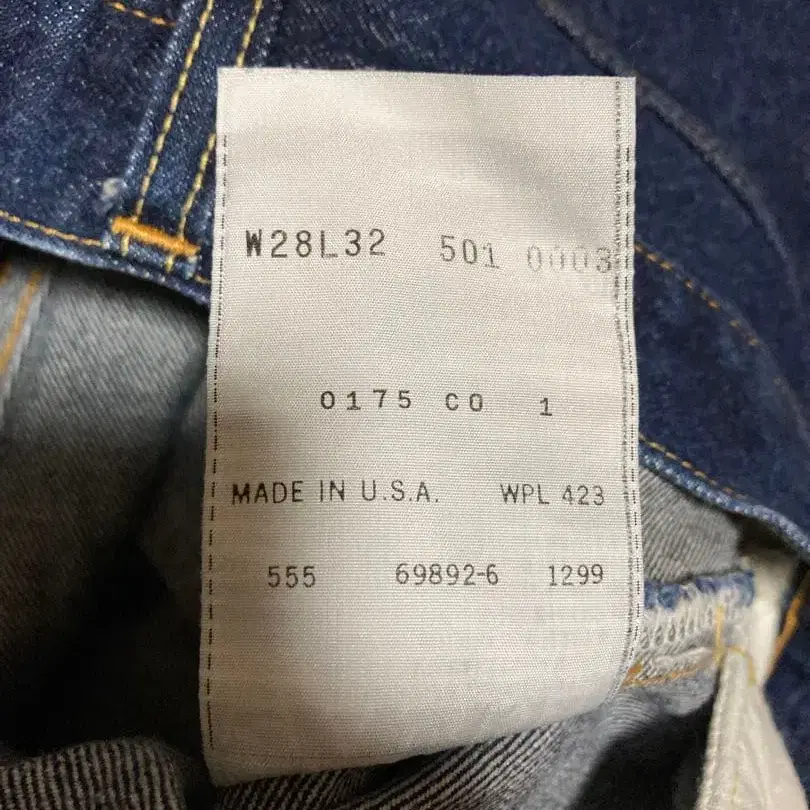 W28L32 501 0003
0175 CO 1
MADE IN U.S.A. WPL 423
555 69892-6 1299